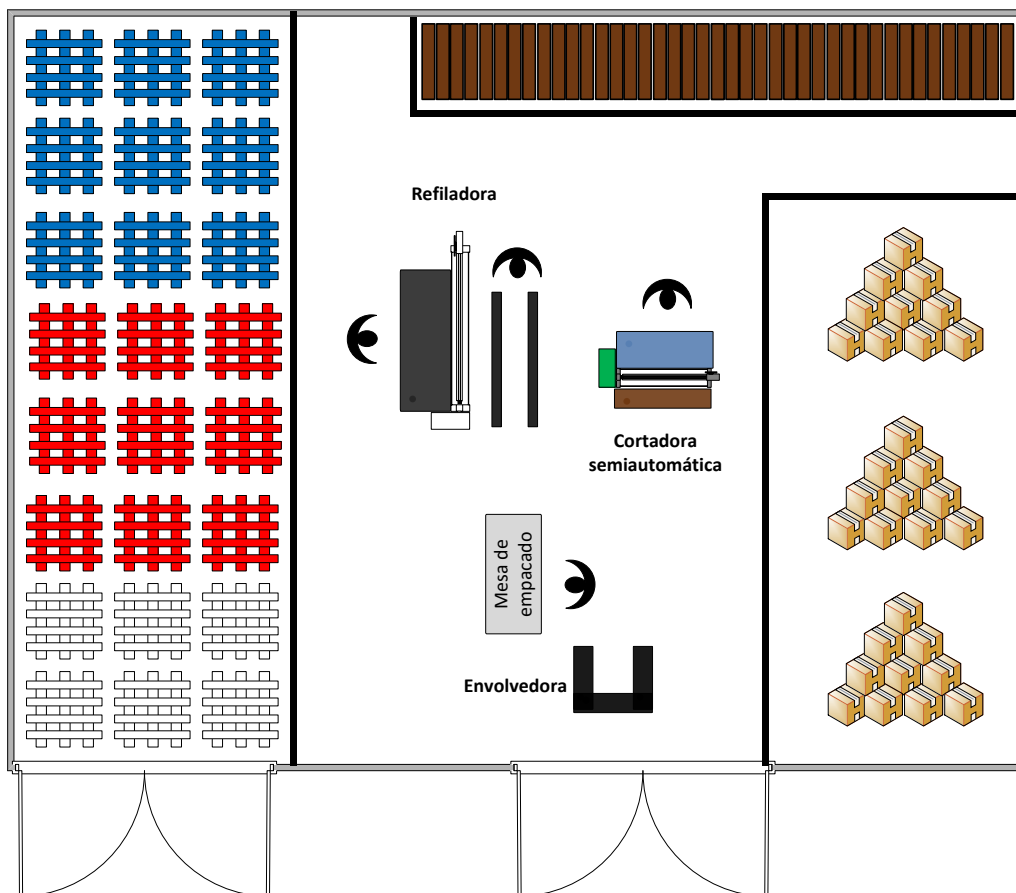 Refiladora
Cortadora
semiautomática
Mesa de
empacado
Envolvedora